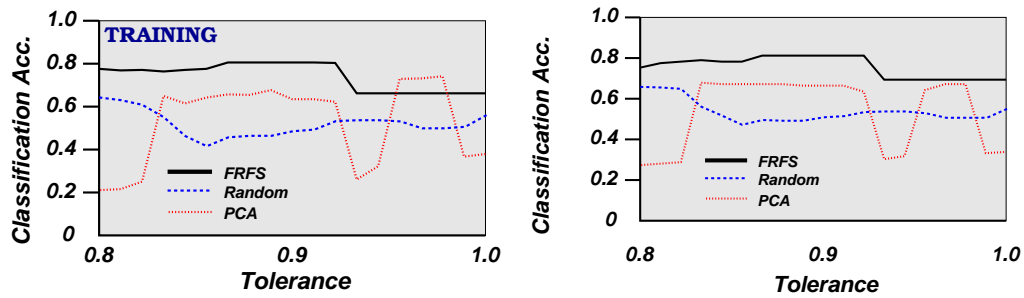 TRAINING
Classification Acc.
1.0
0.8
0.6
0.4
0.2
0
FRFS
Random
PCA
0.8
0.9
1.0
Tolerance
Classification Acc.
1.0
0.8
0.6
0.4
0.2
0
FRFS
Random
PCA
0.8
0.9
1.0
Tolerance